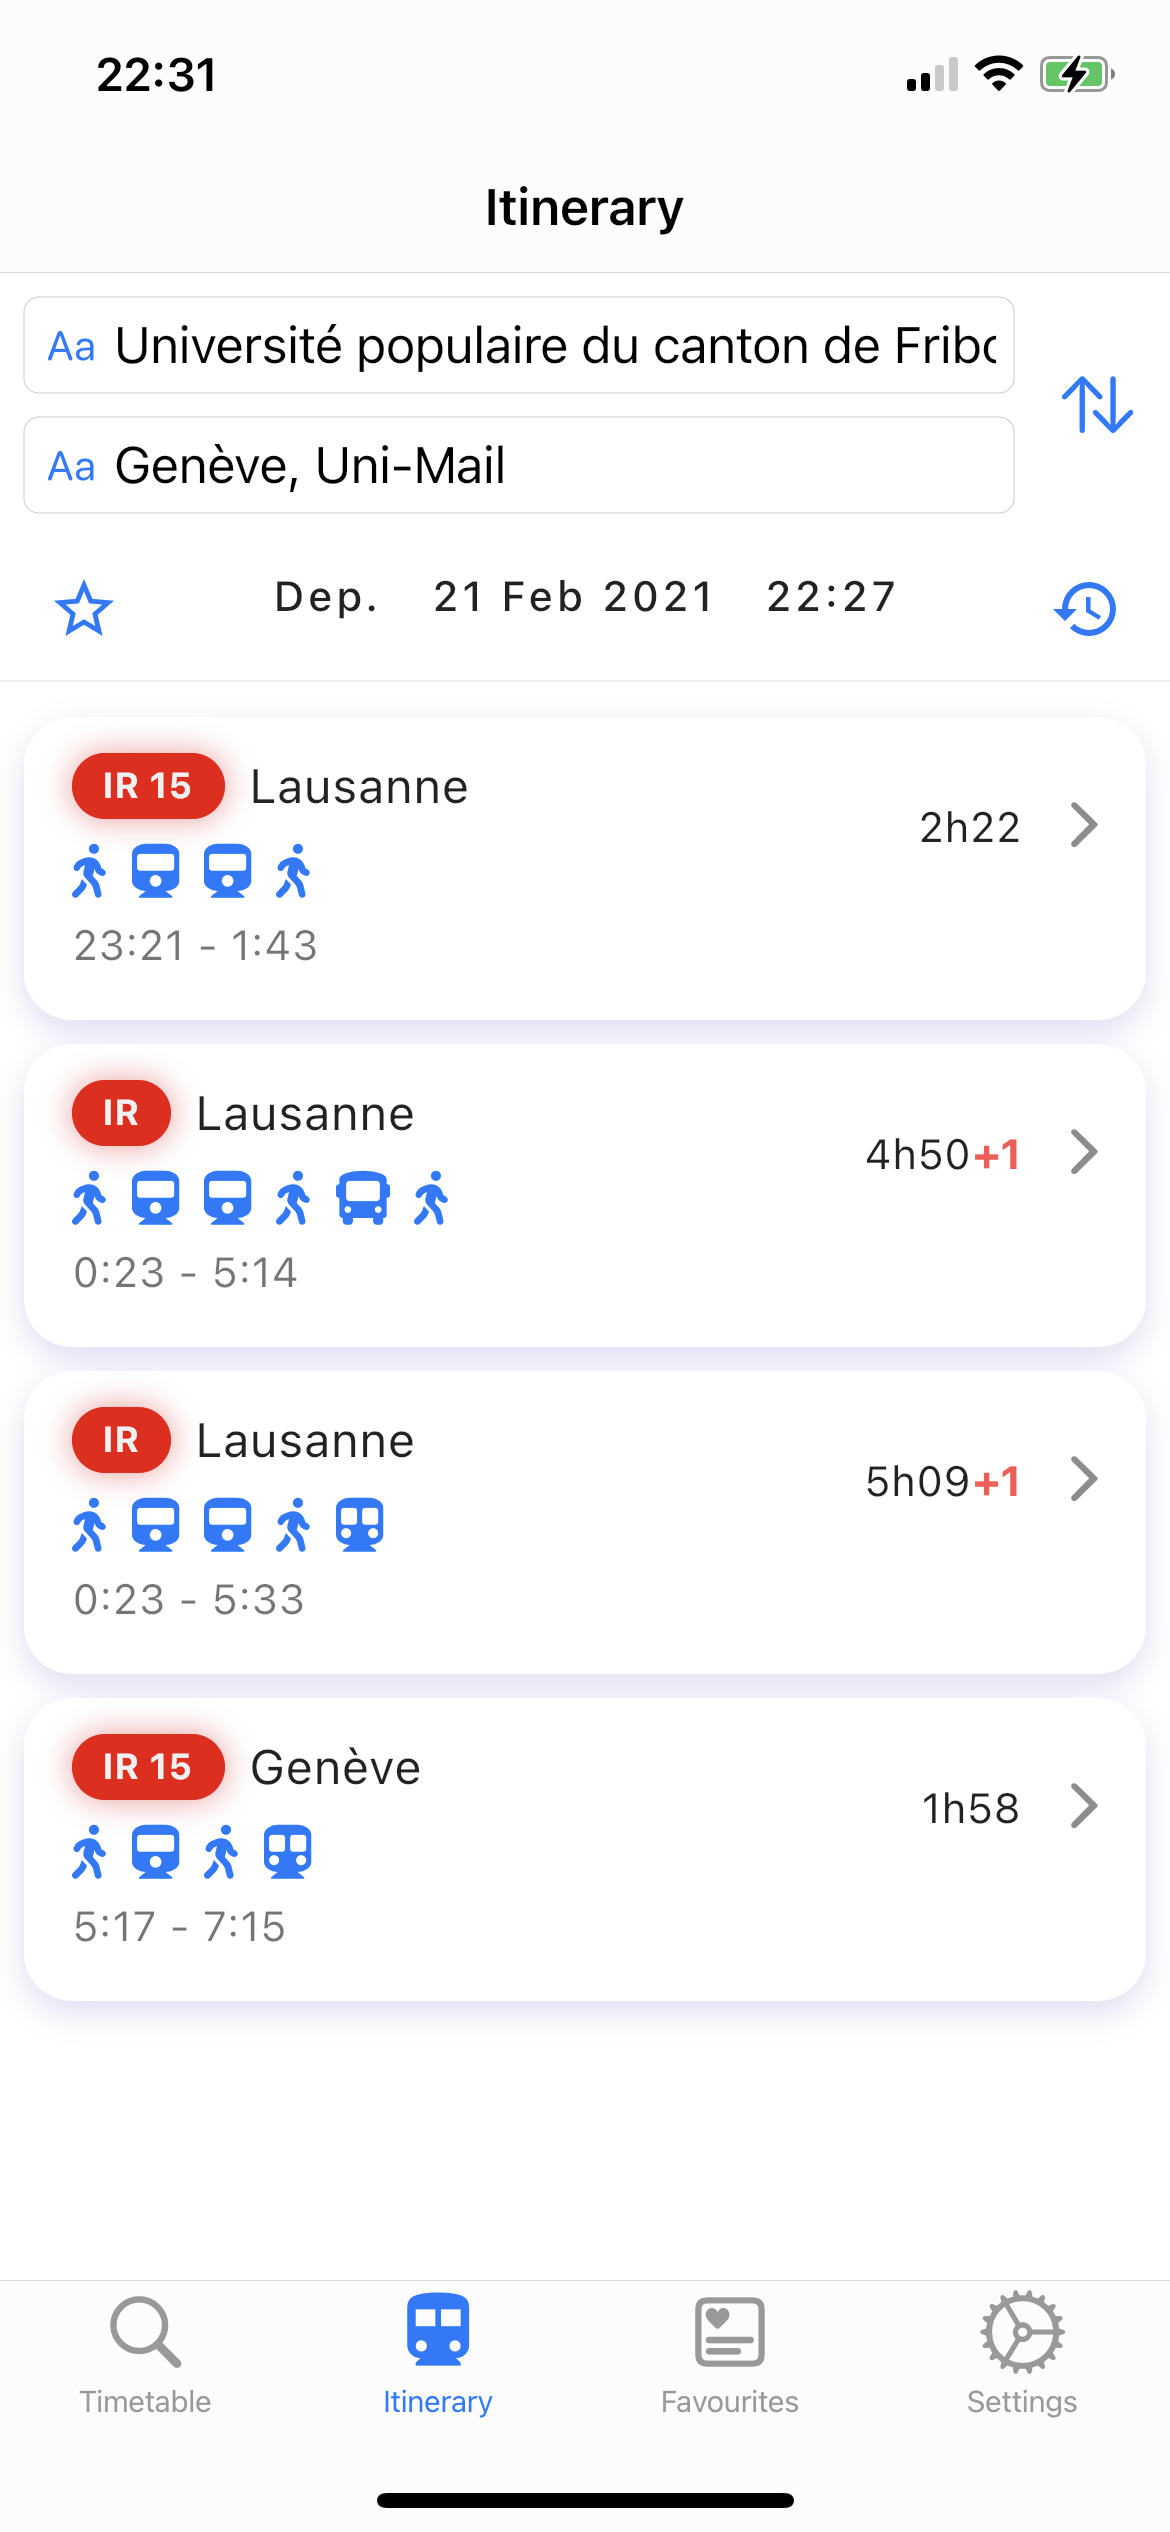 22:31
Itinerary
Aa Université populaire du canton de Fribo
Aa Genève, Uni-Mail
Dep. 21 Feb 2021 22:27
IR 15 Lausanne
2h22
23:21 - 1:43
IR Lausanne
4h50+1
0:23 - 5:14
IR Lausanne
5h09+1
0:23 - 5:33
IR 15 Genève
1h58
5:17 - 7:15
Timetable Itinerary Favourites Settings